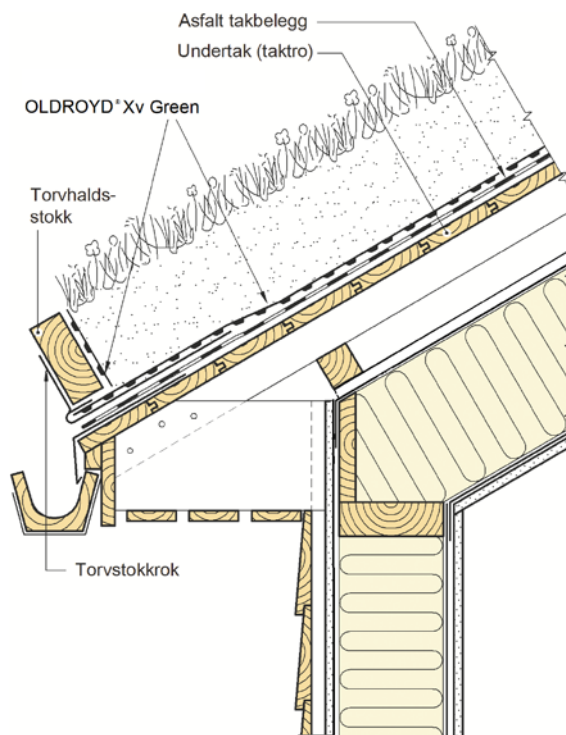 Asfalt takbelegg
Undertak (taktro)
OLDROYD® Xv Green
Torvhalds-
stokk
Torvstokkrok